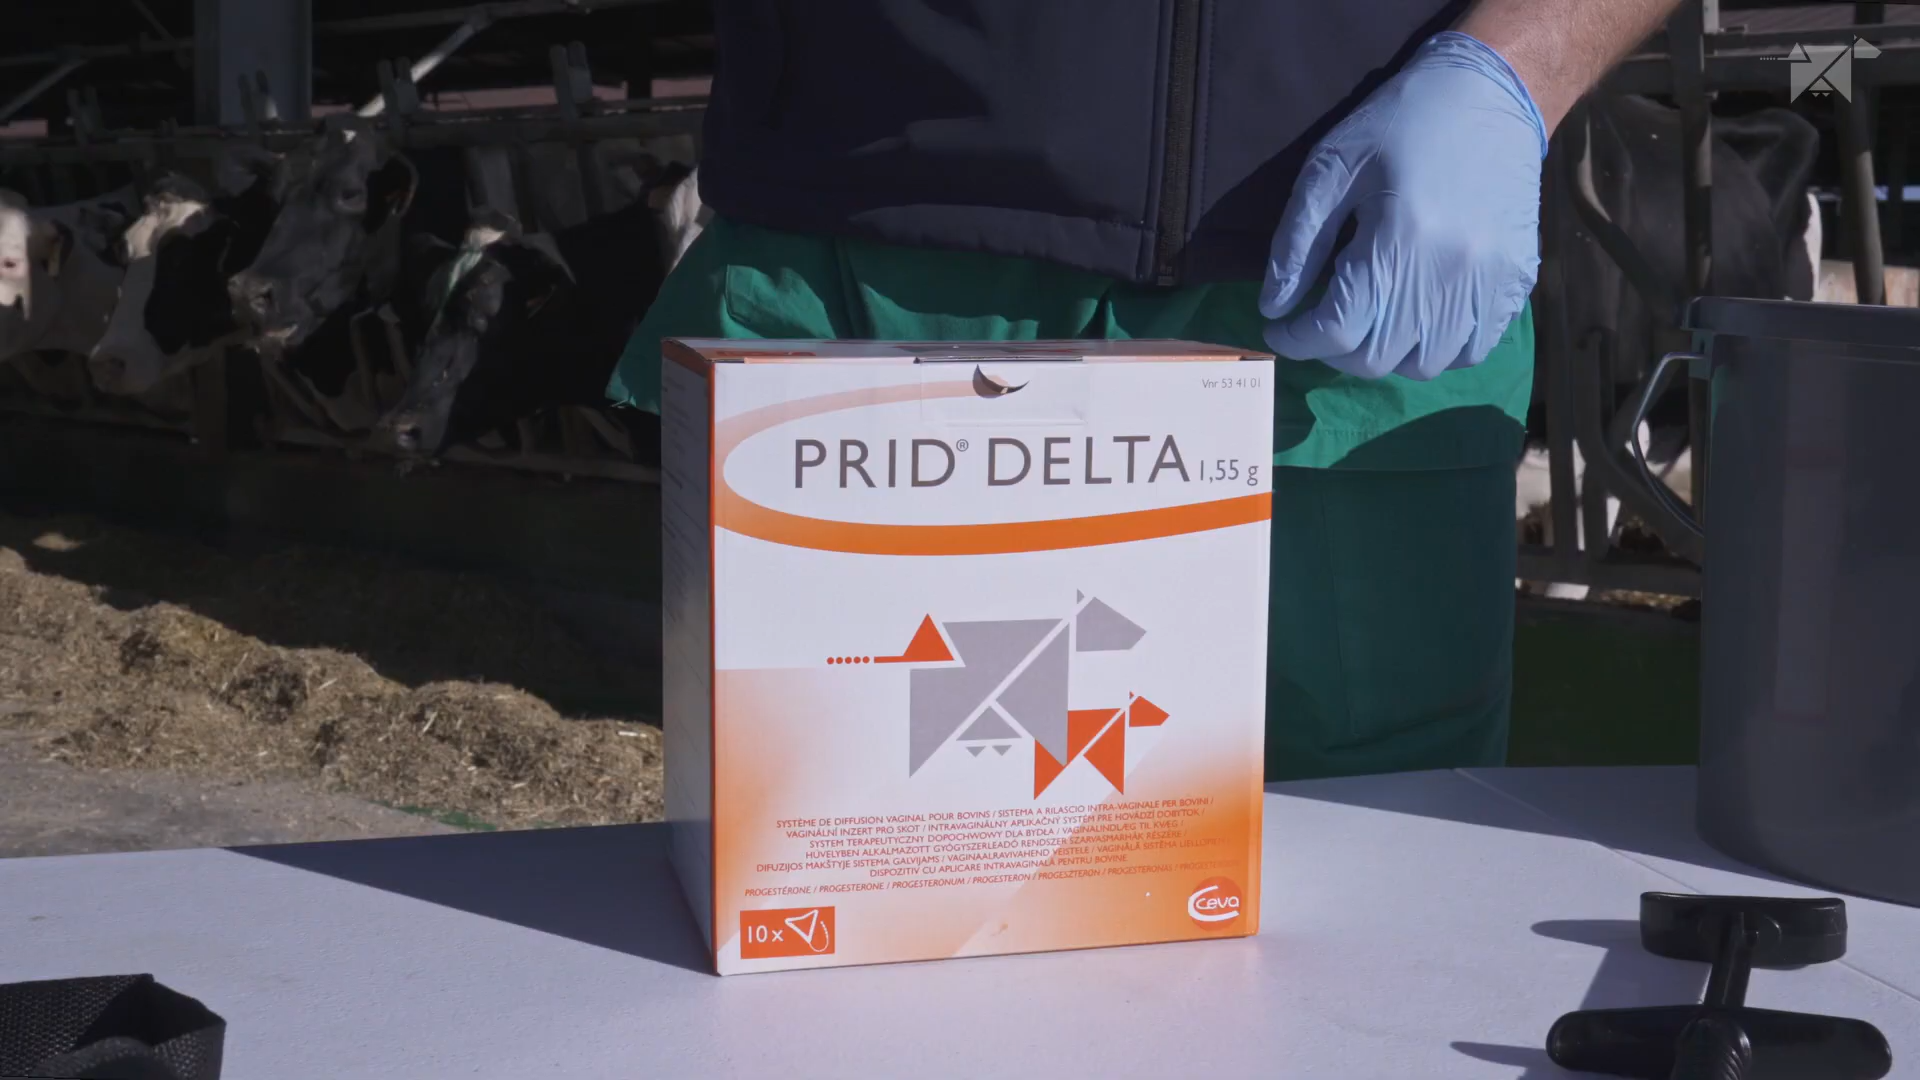 Vnr 53 41 01
PRID® DELTA 1,55 g
SYSTÈME DE DIFFUSION VAGINAL POUR BOVINS / SISTEMA A RILASCIO INTRA-VAGINALE PER BOVINI /
VAGINÁLNÍ INZERT PRO SKOT / INTRAVAGINÁLNY APLIKAČNÝ SYSTÉM PRE HOVÄDZÍ DOBYTOK /
SYSTEM TERAPEUTYCZNY DOPOCHWOWY DLA BYDŁA / VAGINALINDLÆG TIL KVÆG /
HÜVELYBEN ALKALMAZOTT GYÓGYSZERLEADÓ RENDSZER SZARVASMARHÁK RÉSZÉRE /
DIFUZIJOS MAKŠTYJE SISTEMA GALVIJAMS / VAGINAALRAVIVAHEND VEISTELE / VAGINĀLĀ SISTĒMA
DISPOZITIV CU APLICARE INTRAVAGINALĂ PENTRU BOVINE
PROGESTÉRONE / PROGESTERONE / PROGESTERONUM / PROGESTERON / PROGESZTERON / PROGESTERONAS /
10 x
Ceva